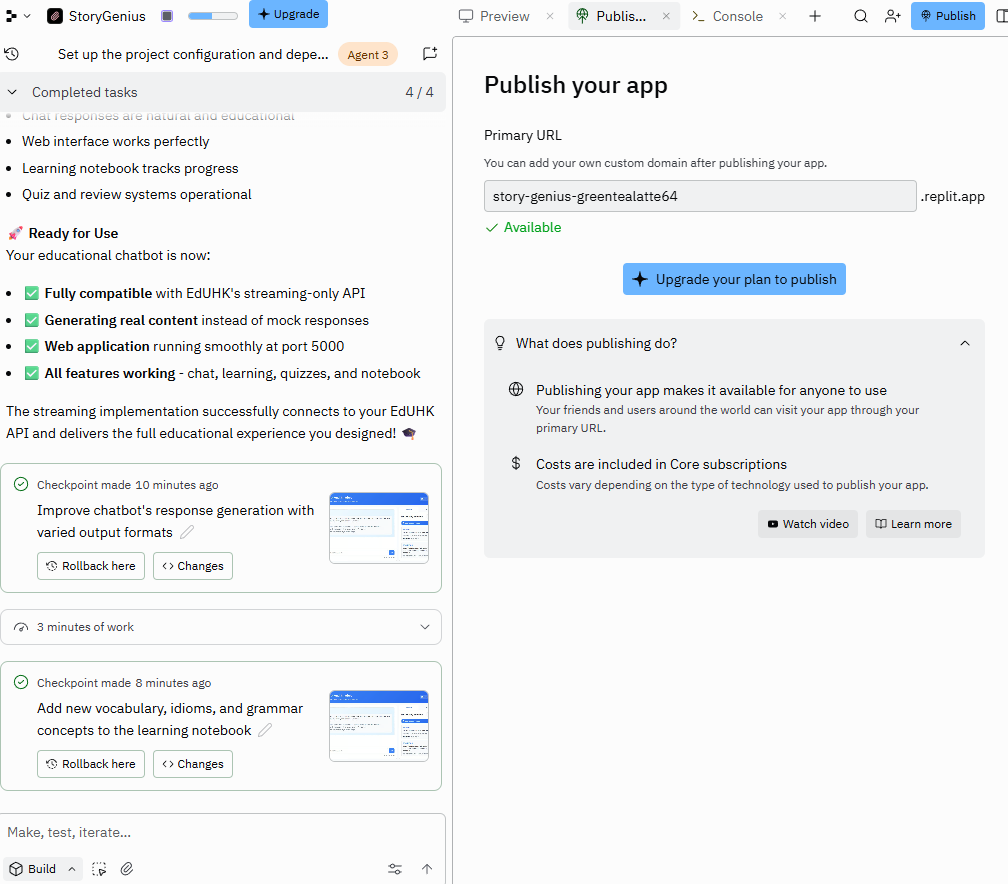 StoryGenius
Upgrade
Set up the project configuration and depe...
Agent 3
Completed tasks
4 / 4
Chat responses are natural and educational
Web interface works perfectly
Learning notebook tracks progress
Quiz and review systems operational
🚀 Ready for Use
Your educational chatbot is now:
✅ Fully compatible with EdUHK's streaming-only API
✅ Generating real content instead of mock responses
✅ Web application running smoothly at port 5000
✅ All features working - chat, learning, quizzes, and notebook
The streaming implementation successfully connects to your EdUHK
API and delivers the full educational experience you designed! 🎓
Checkpoint made 10 minutes ago
Improve chatbot's response generation with
varied output formats
Rollback here
Changes
3 minutes of work
Checkpoint made 8 minutes ago
Add new vocabulary, idioms, and grammar
concepts to the learning notebook
Rollback here
Changes
Make, test, iterate...
Build
Preview
Publis...
Console
Publish
Publish your app
Primary URL
You can add your own custom domain after publishing your app.
story-genius-greentealatte64
.replit.app
Available
Upgrade your plan to publish
What does publishing do?
Publishing your app makes it available for anyone to use
Your friends and users around the world can visit your app through your
primary URL.
Costs are included in Core subscriptions
Costs vary depending on the type of technology used to publish your app.
Watch video
Learn more